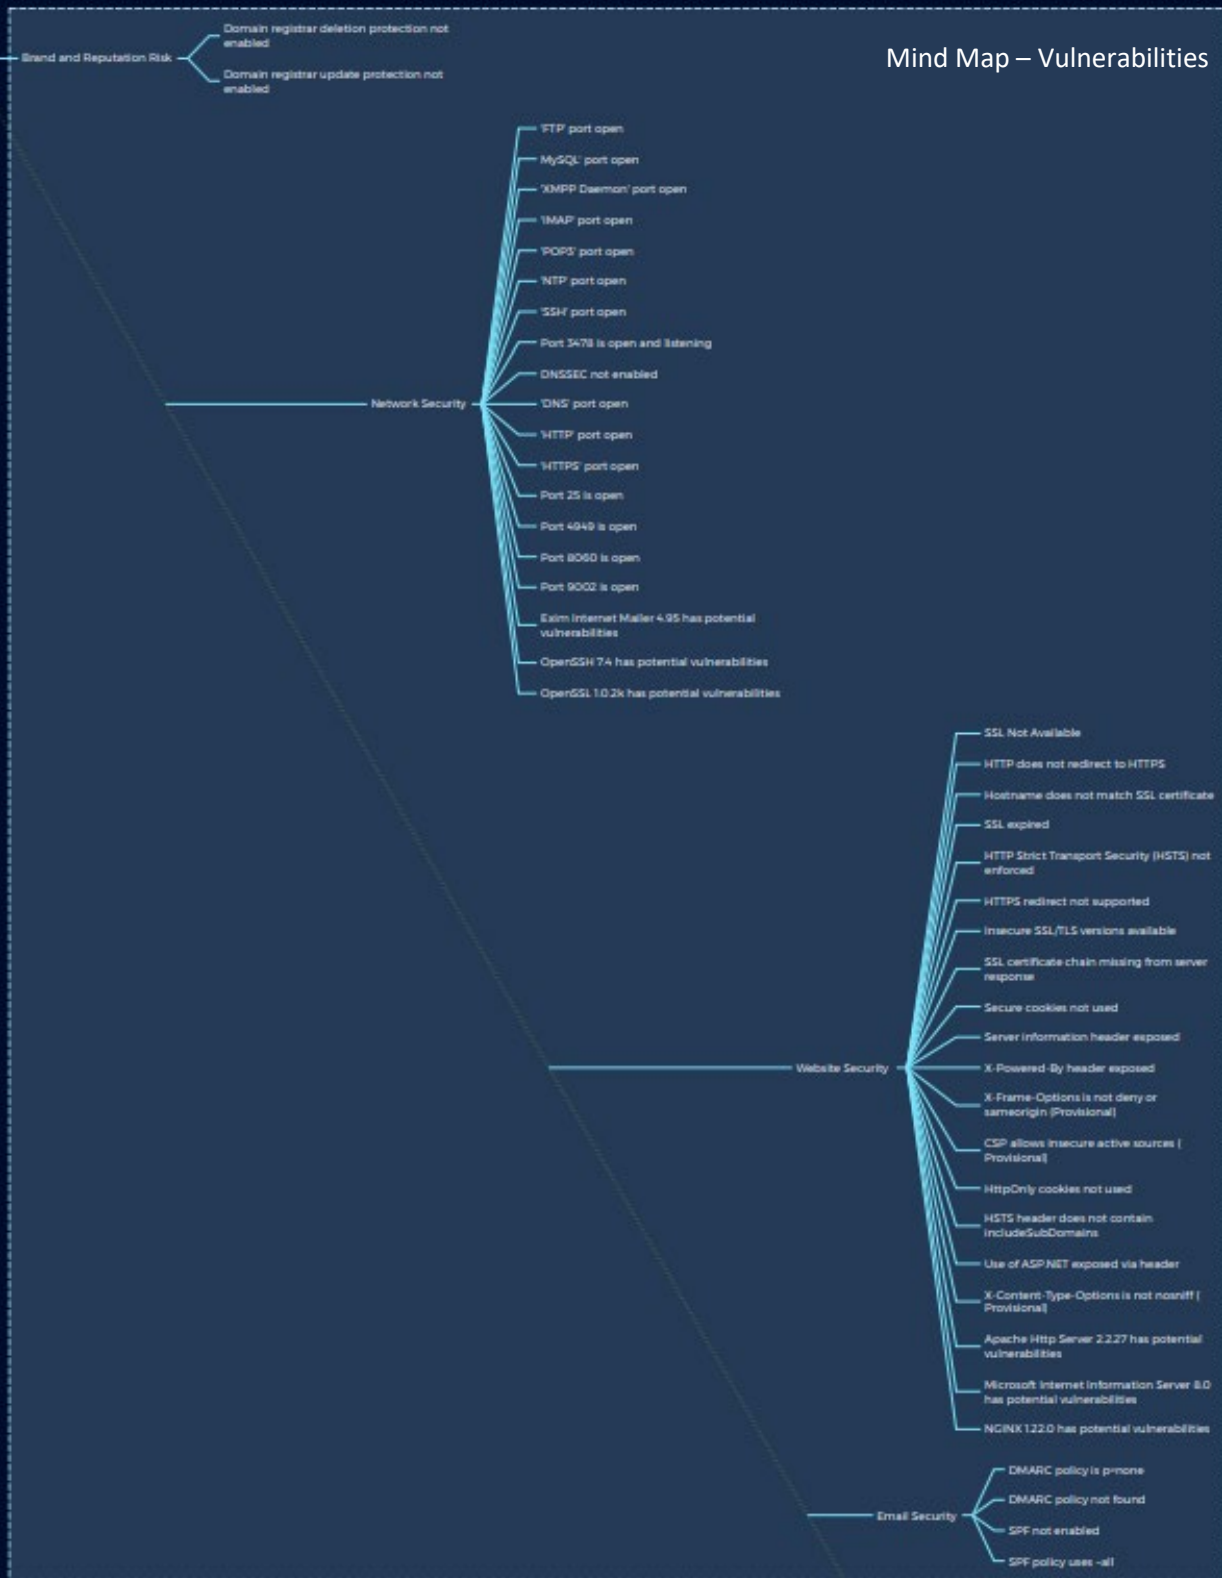 Mind Map – Vulnerabilities
Brand and Reputation Risk
Domain registrar deletion protection not
enabled
Domain registrar update protection not
enabled
Network Security
'FTP' port open
MySQL' port open
'XMPP Daemon' port open
'IMAP' port open
'POP3' port open
'NTP' port open
'SSH' port open
Port 3478 is open and listening
DNSSEC not enabled
'DNS' port open
'HTTP' port open
'HTTPS' port open
Port 25 is open
Port 4949 is open
Port 8060 is open
Port 9002 is open
Exim Internet Mailer 4.95 has potential
vulnerabilities
OpenSSH 7.4 has potential vulnerabilities
OpenSSL 1.0.2k has potential vulnerabilities
Website Security
SSL Not Available
HTTP does not redirect to HTTPS
Hostname does not match SSL certificate
SSL expired
HTTP Strict Transport Security (HSTS) not
enforced
HTTPS redirect not supported
Insecure SSL/TLS versions available
SSL certificate chain missing from server
response
Secure cookies not used
Server information header exposed
X-Powered-By header exposed
X-Frame-Options is not deny or
sameorigin (Provisional)
CSP allows insecure active sources (
Provisional)
HttpOnly cookies not used
HSTS header does not contain
includeSubDomains
Use of ASP.NET exposed via header
X-Content-Type-Options is not nosniff (
Provisional)
Apache Http Server 2.2.27 has potential
vulnerabilities
Microsoft Internet Information Server 8.0
has potential vulnerabilities
NGINX 1.22.0 has potential vulnerabilities
Email Security
DMARC policy is p=none
DMARC policy not found
SPF not enabled
SPF policy uses ~all